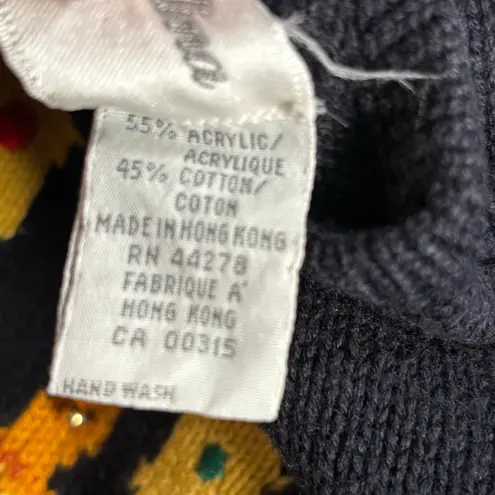 55% ACRYLIC/
ACRYLIQUE
45% COTTON/
COTON
MADE IN HONG KONG
RN 44278
FABRIQUE A'
HONG KONG
CA 00315
HAND WASH